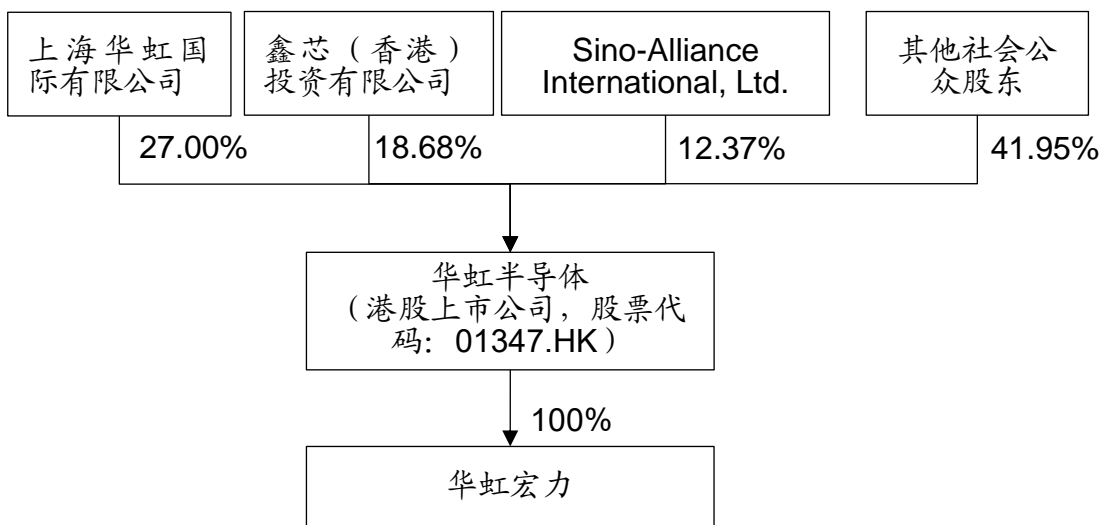 上海华虹国
际有限公司
鑫芯（香港）
投资有限公司
Sino-Alliance
International, Ltd.
其他社会公
众股东
27.00%
18.68%
12.37%
41.95%
华虹半导体
（港股上市公司，股票代
码：01347.HK）
100%
华虹宏力